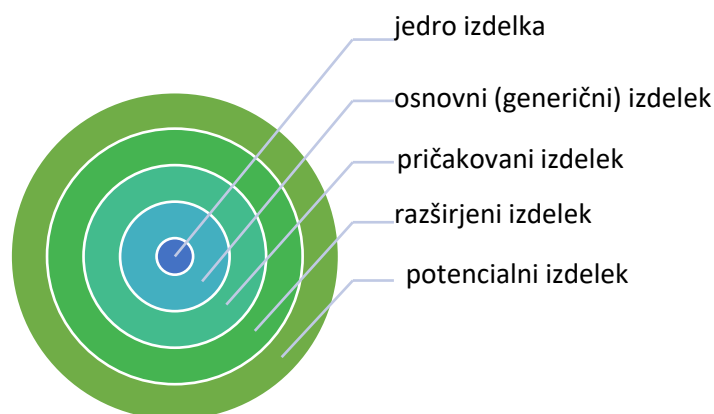 jedro izdelka
osnovni (generični) izdelek
pričakovani izdelek
razširjeni izdelek
potencialni izdelek